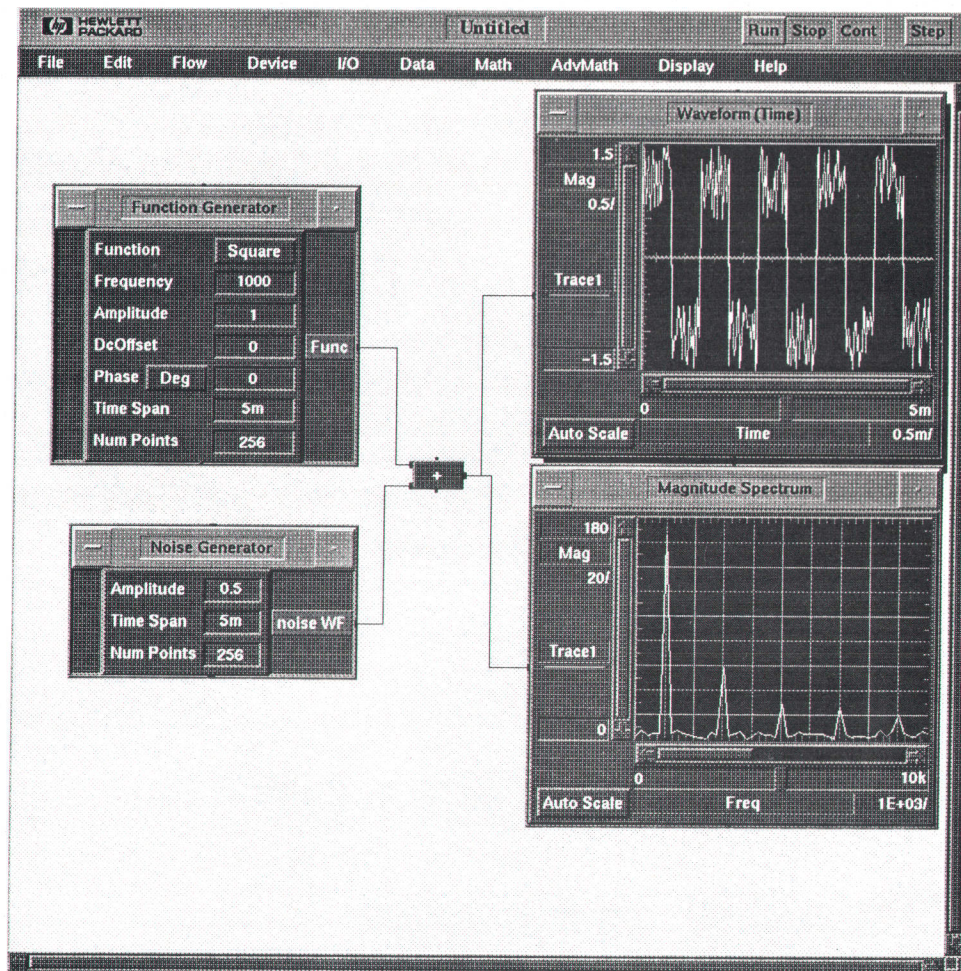 hp HEWLETT PACKARD
Untitled
Run Stop Cont Step
File Edit Flow Device I/O Data Math AdvMath Display Help
Function Generator
Function Square
Frequency 1000
Amplitude 1
DcOffset 0
Phase Deg 0
Time Span 5m
Num Points 256
Func
Noise Generator
Amplitude 0.5
Time Span 5m
Num Points 256
noise WF
+
Waveform (Time)
1.5
Mag
0.5/
Trace1
-1.5
0 5m
Auto Scale Time 0.5m/
Magnitude Spectrum
180
Mag
20/
Trace1
0
0 10k
Auto Scale Freq 1E+03/